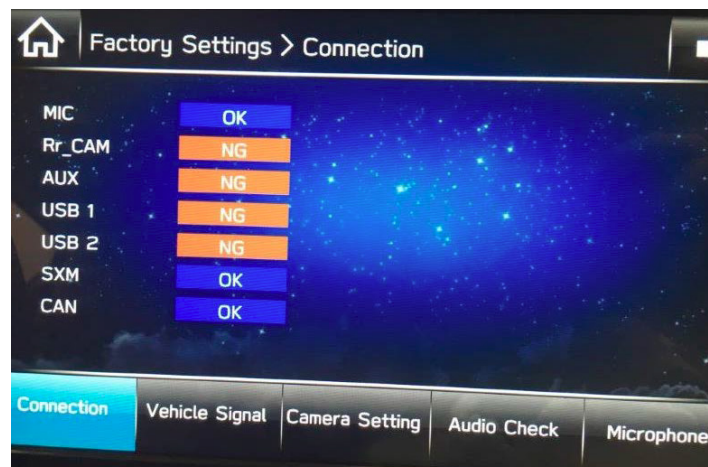 Factory Settings > Connection
MIC OK
Rr_CAM NG
AUX NG
USB 1 NG
USB 2 NG
SXM OK
CAN OK
Connection Vehicle Signal Camera Setting Audio Check Microphone